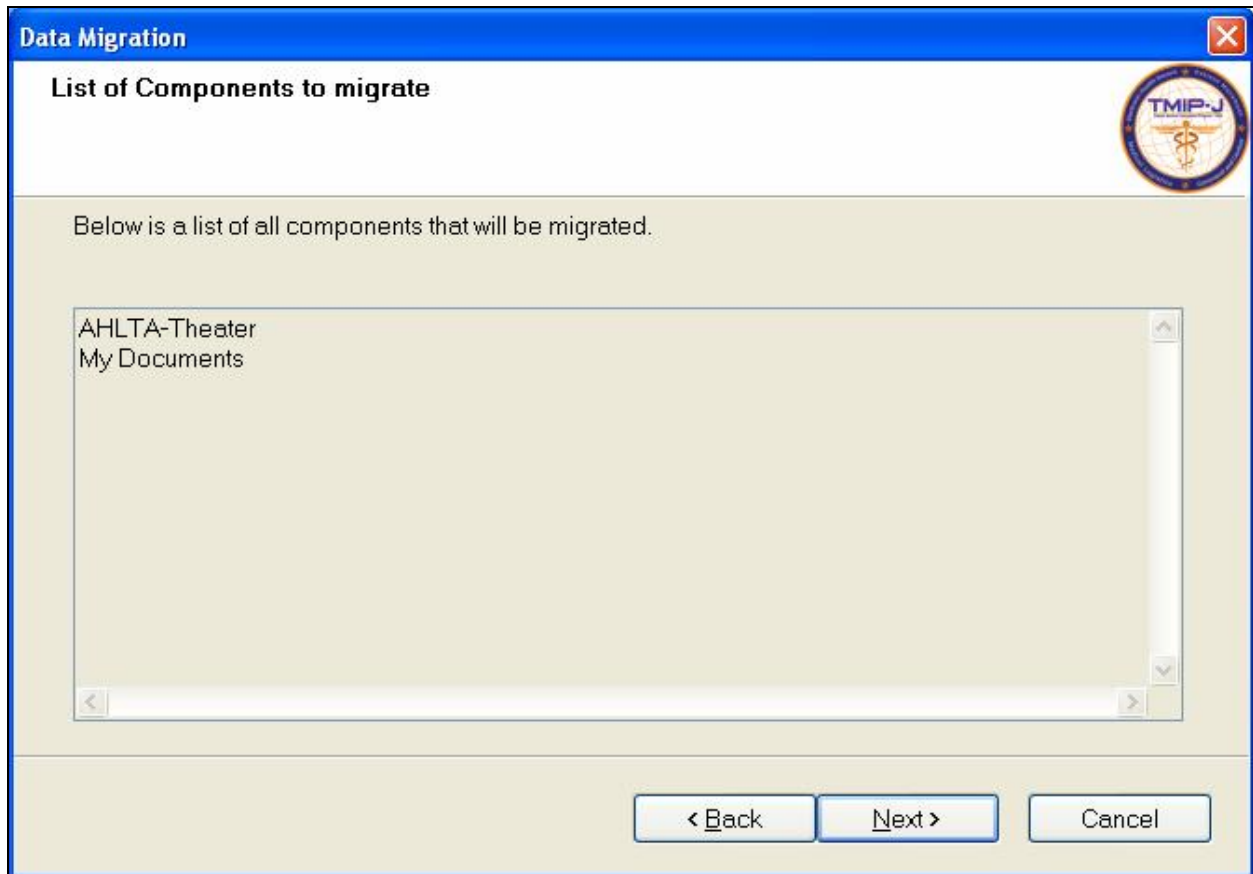 Data Migration
List of Components to migrate
TMIP-J
Below is a list of all components that will be migrated.
AHLTA-Theater
My Documents
< Back
Next >
Cancel